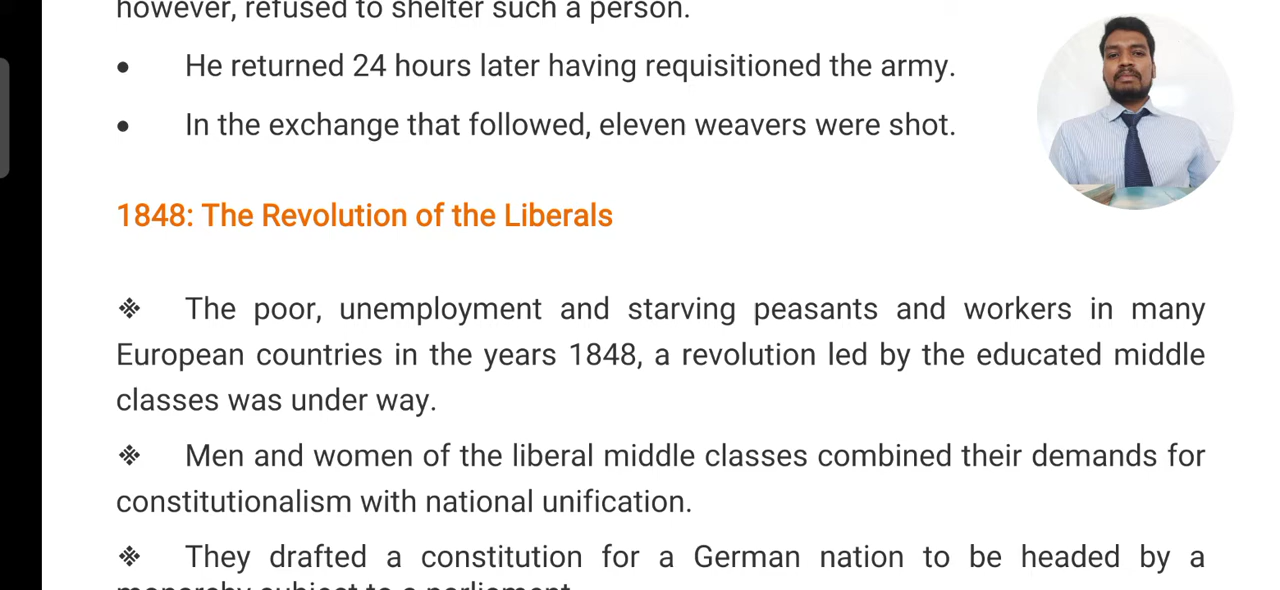 however, refused to shelter such a person.
• He returned 24 hours later having requisitioned the army.
• In the exchange that followed, eleven weavers were shot.
1848: The Revolution of the Liberals
❖ The poor, unemployment and starving peasants and workers in many
European countries in the years 1848, a revolution led by the educated middle
classes was under way.
❖ Men and women of the liberal middle classes combined their demands for
constitutionalism with national unification.
❖ They drafted a constitution for a German nation to be headed by a
monarchy subject to a parliament.